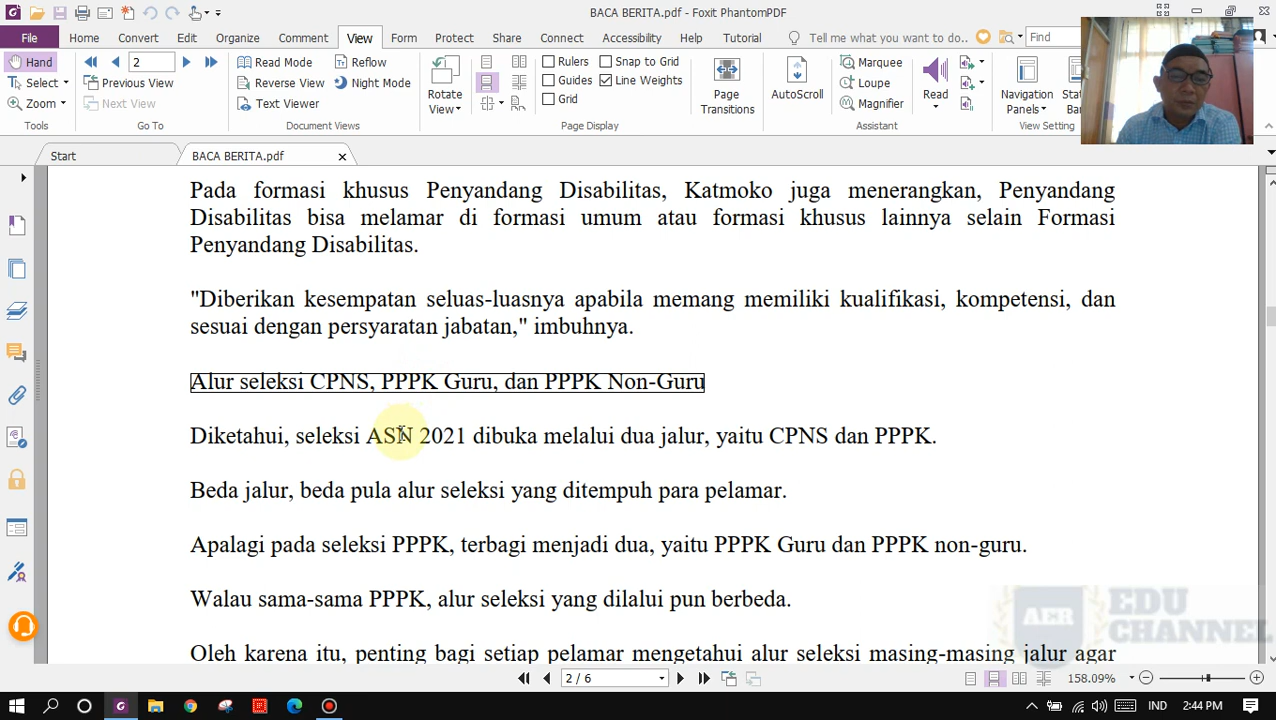 BACA BERITA.pdf - Foxit PhantomPDF
File Home Convert Edit Organize Comment View Form Protect Share Connect Accessibility Help Tutorial Tell me what you want to do.. Find
Hand 2 Read Mode Reflow Rulers Snap to Grid Marquee
Select Previous View Reverse View Night Mode Guides Line Weights Loupe
Zoom Next View Text Viewer Rotate View Grid Page Transitions AutoScroll Magnifier Read Navigation Panels
Tools Go To Document Views Page Display Assistant View Setting
Start BACA BERITA.pdf
Pada formasi khusus Penyandang Disabilitas, Katmoko juga menerangkan, Penyandang
Disabilitas bisa melamar di formasi umum atau formasi khusus lainnya selain Formasi
Penyandang Disabilitas.
"Diberikan kesempatan seluas-luasnya apabila memang memiliki kualifikasi, kompetensi, dan
sesuai dengan persyaratan jabatan," imbuhnya.
Alur seleksi CPNS, PPPK Guru, dan PPPK Non-Guru
Diketahui, seleksi ASN 2021 dibuka melalui dua jalur, yaitu CPNS dan PPPK.
Beda jalur, beda pula alur seleksi yang ditempuh para pelamar.
Apalagi pada seleksi PPPK, terbagi menjadi dua, yaitu PPPK Guru dan PPPK non-guru.
Walau sama-sama PPPK, alur seleksi yang dilalui pun berbeda.
Oleh karena itu, penting bagi setiap pelamar mengetahui alur seleksi masing-masing jalur agar
AER EDU
CHANNEL
2 / 6 158.09%
IND 2:44 PM